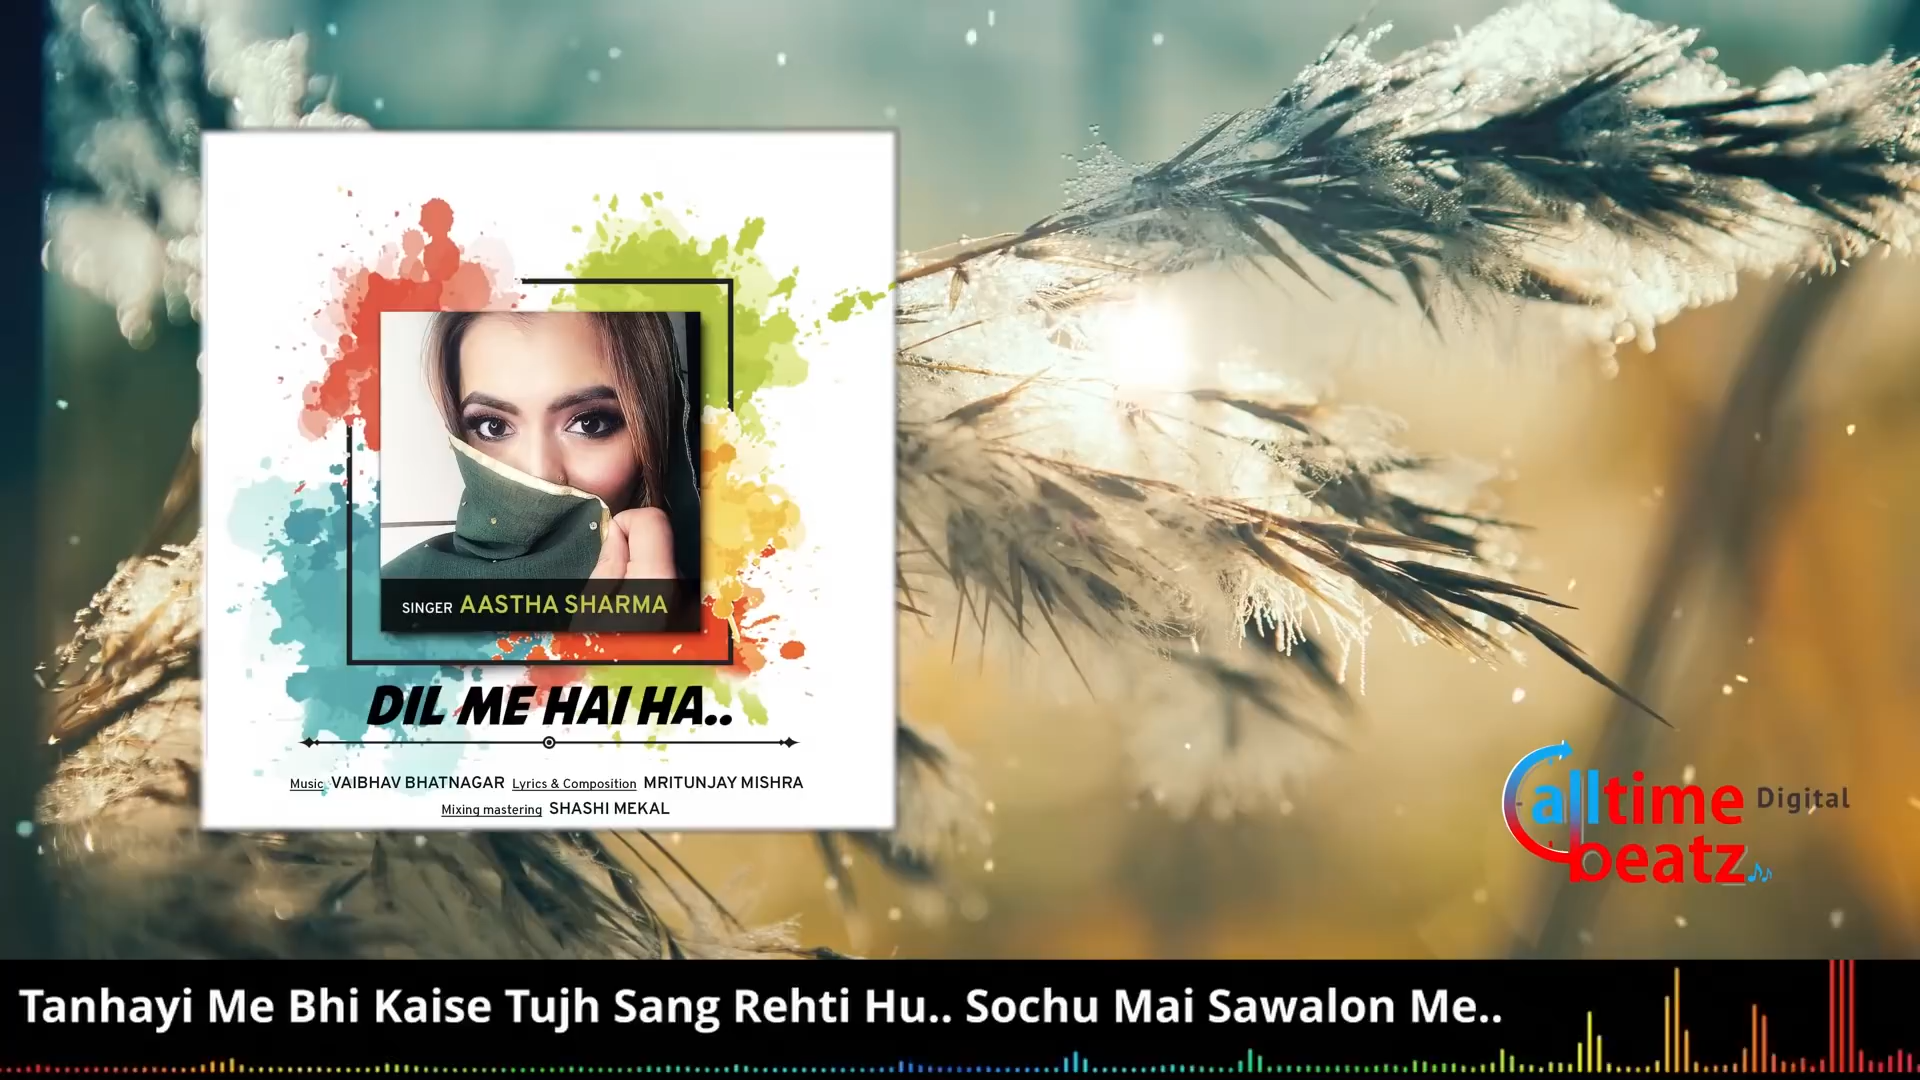 SINGER AASTHA SHARMA
DIL ME HAI HA..
Music VAIBHAV BHATNAGAR Lyrics & Composition MRITUNJAY MISHRA
Mixing mastering SHASHI MEKAL
alltime Digital
beatz
Tanhayi Me Bhi Kaise Tujh Sang Rehti Hu.. Sochu Mai Sawalon Me..